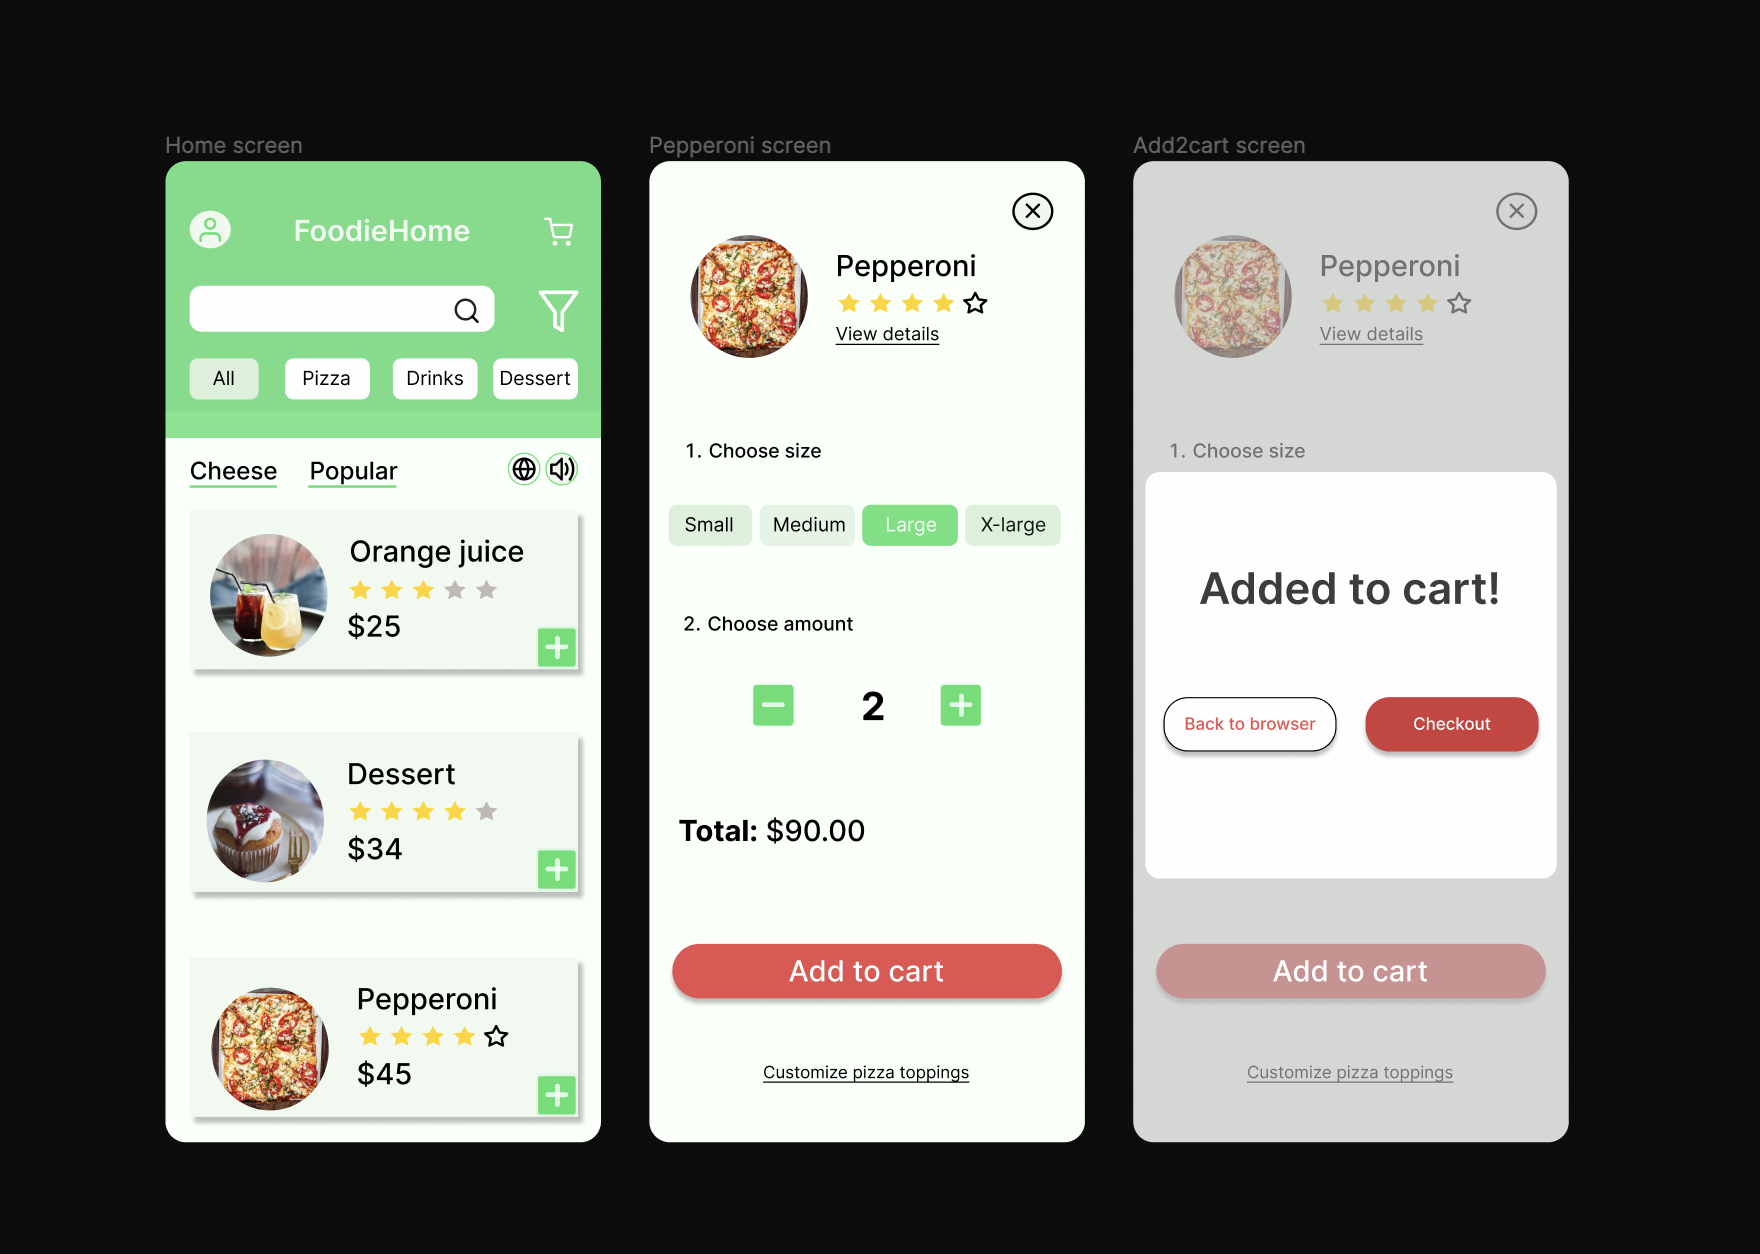 Home screen
FoodieHome
All Pizza Drinks Dessert
Cheese Popular
Orange juice
$25
Dessert
$34
Pepperoni
$45
Pepperoni screen
Pepperoni
View details
1. Choose size
Small Medium Large X-large
2. Choose amount
2
Total: $90.00
Add to cart
Customize pizza toppings
Add2cart screen
Pepperoni
View details
1. Choose size
Added to cart!
Back to browser Checkout
Add to cart
Customize pizza toppings